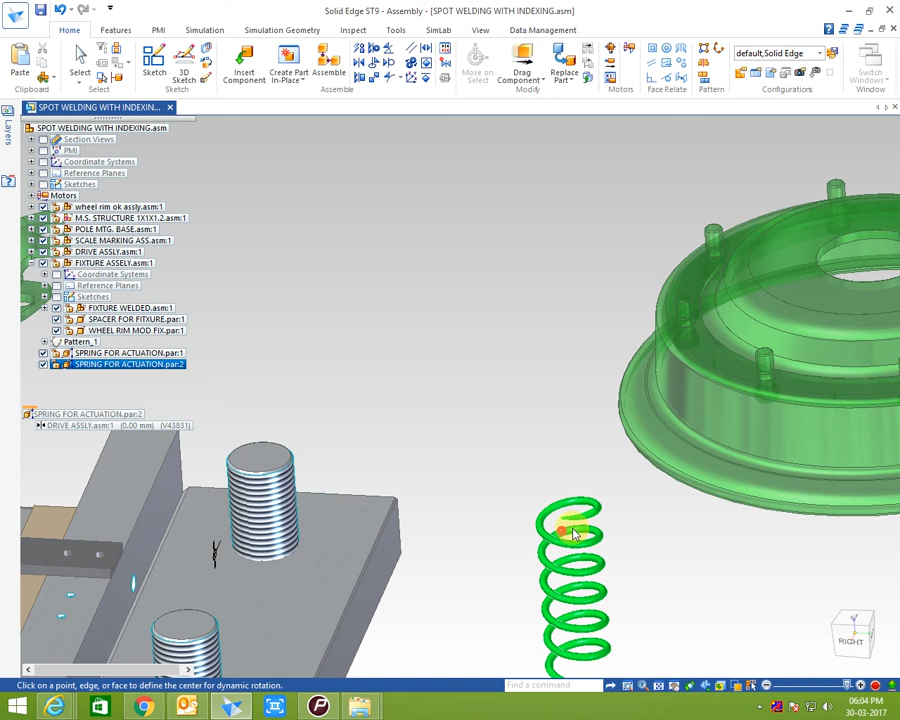 Solid Edge ST9 - Assembly - [SPOT WELDING WITH INDEXING.asm]
Home Features PMI Simulation Simulation Geometry Inspect Tools SimLab View Data Management
Paste
Clipboard
Select
Select
Sketch
3D Sketch
Sketch
Insert Component
Create Part In-Place
Assemble
Assemble
Move on Select
Drag Component
Replace Part
Modify
Motors
Face Relate
Pattern
default,Solid Edge
Configurations
Switch Windows
Window
SPOT WELDING WITH INDEXING....
Layers
SPOT WELDING WITH INDEXING.asm
Section Views
PMI
Coordinate Systems
Reference Planes
Sketches
Motors
wheel rim ok assly.asm:1
M.S. STRUCTURE 1X1X1.2.asm:1
POLE MTG. BASE.asm:1
SCALE MARKING ASS.asm:1
DRIVE ASSLY.asm:1
FIXTURE ASSELY.asm:1
Coordinate Systems
Reference Planes
Sketches
FIXTURE WELDED.asm:1
SPACER FOR FITXURE.par:1
WHEEL RIM MOD FIX.par:1
Pattern_1
SPRING FOR ACTUATION.par:1
SPRING FOR ACTUATION.par:2
SPRING FOR ACTUATION.par:2
DRIVE ASSLY.asm:1 (0.00 mm) (V43831)
RIGHT
Click on a point, edge, or face to define the center for dynamic rotation.
Find a command
06:04 PM
30-03-2017